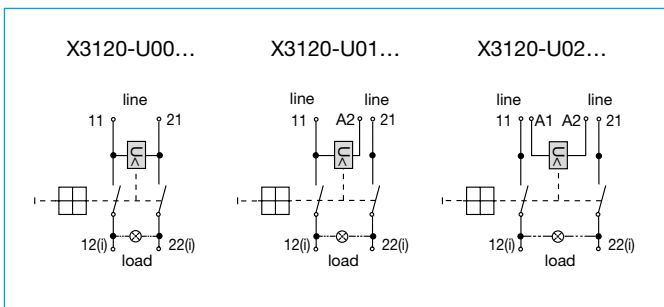 X3120-U00... X3120-U01... X3120-U02...
line line line line line
11 21 11 A2 21 11 A1 A2 21
U< U< U<
12(i) 22(i) 12(i) 22(i) 12(i) 22(i)
load load load